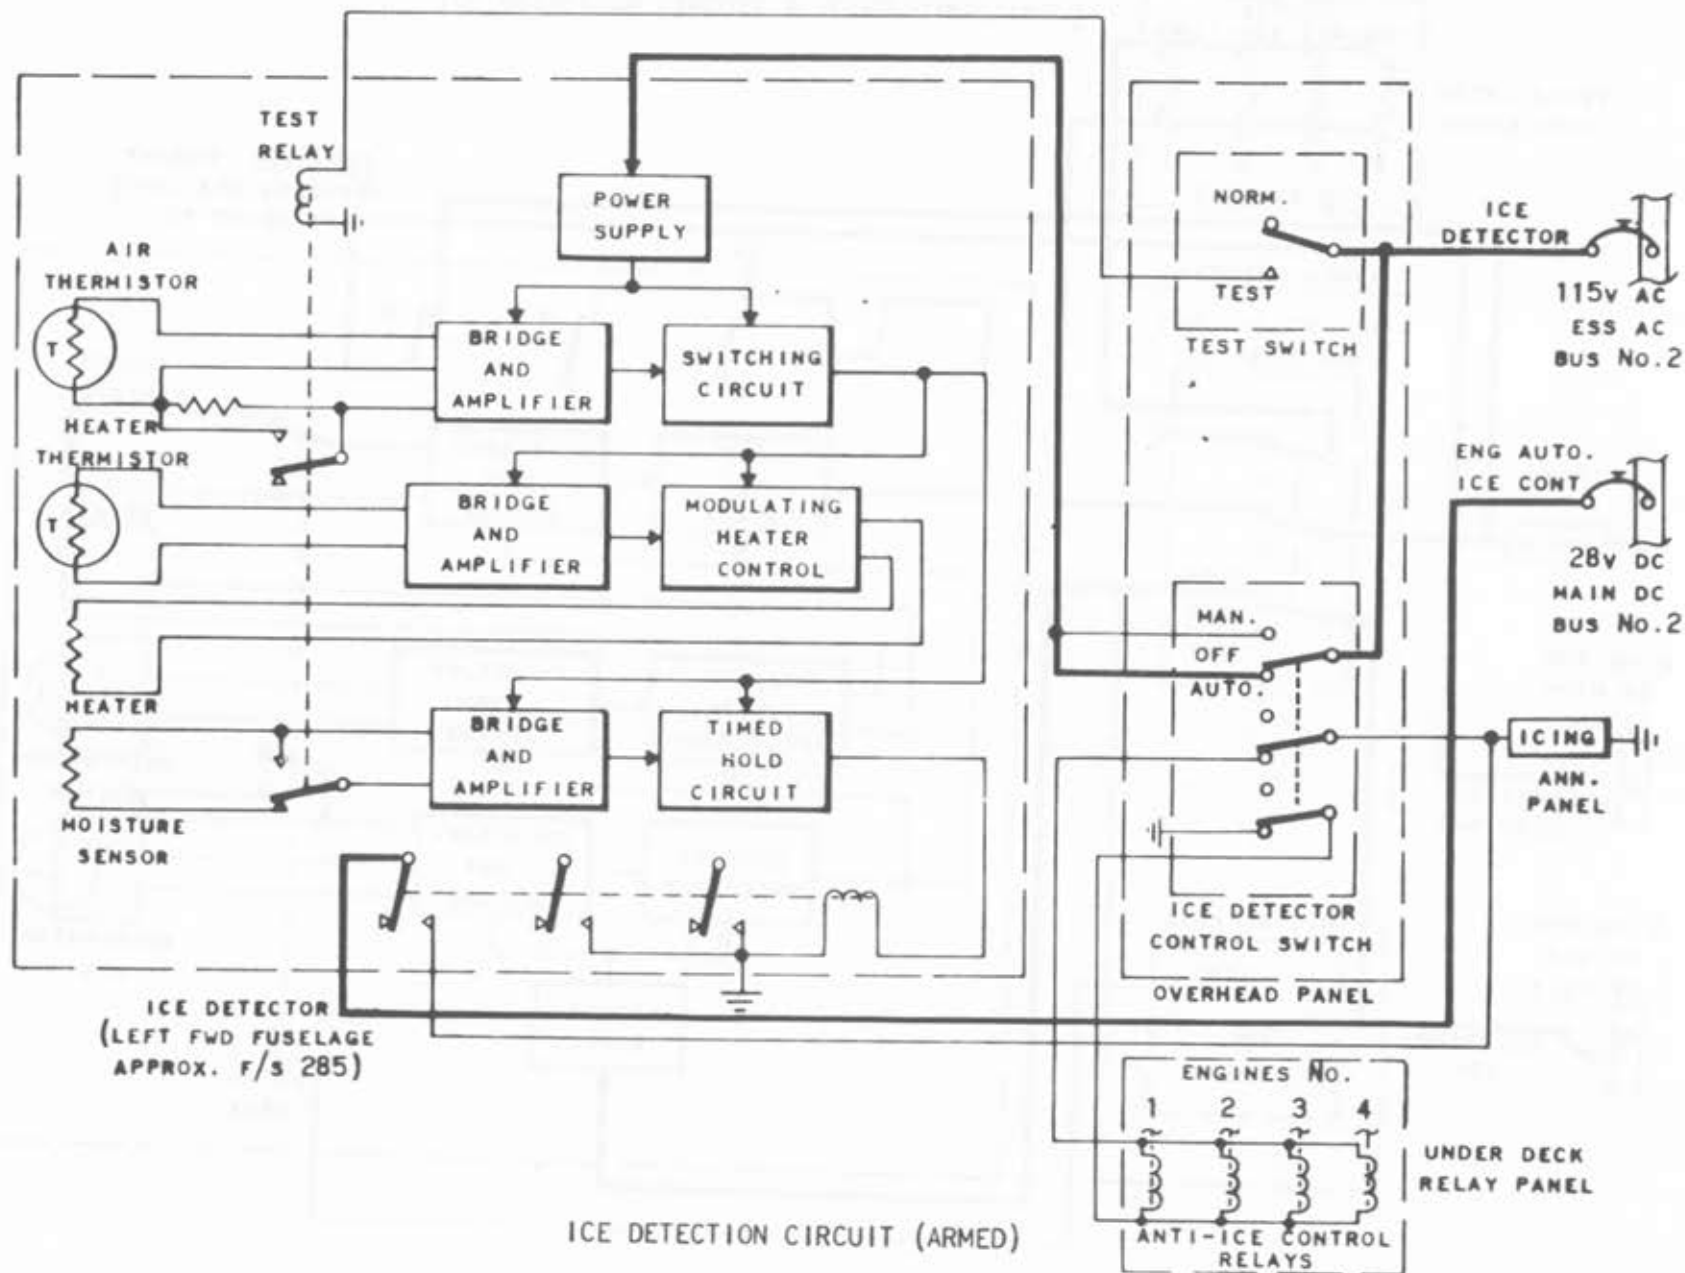 TEST
RELAY
POWER
SUPPLY
AIR
THERMISTOR
T
BRIDGE
AND
AMPLIFIER
SWITCHING
CIRCUIT
HEATER
THERMISTOR
T
BRIDGE
AND
AMPLIFIER
MODULATING
HEATER
CONTROL
HEATER
BRIDGE
AND
AMPLIFIER
TIMED
HOLD
CIRCUIT
MOISTURE
SENSOR
ICE DETECTOR
(LEFT FWD FUSELAGE
APPROX. F/S 285)
NORM.
TEST
TEST SWITCH
ICE
DETECTOR
115V AC
ESS AC
BUS No.2
ENG AUTO.
ICE CONT
28V DC
MAIN DC
BUS No.2
MAN.
OFF
AUTO.
ICING
ANN.
PANEL
ICE DETECTOR
CONTROL SWITCH
OVERHEAD PANEL
ENGINES No.
1 2 3 4
UNDER DECK
RELAY PANEL
ANTI-ICE CONTROL
RELAYS
ICE DETECTION CIRCUIT (ARMED)